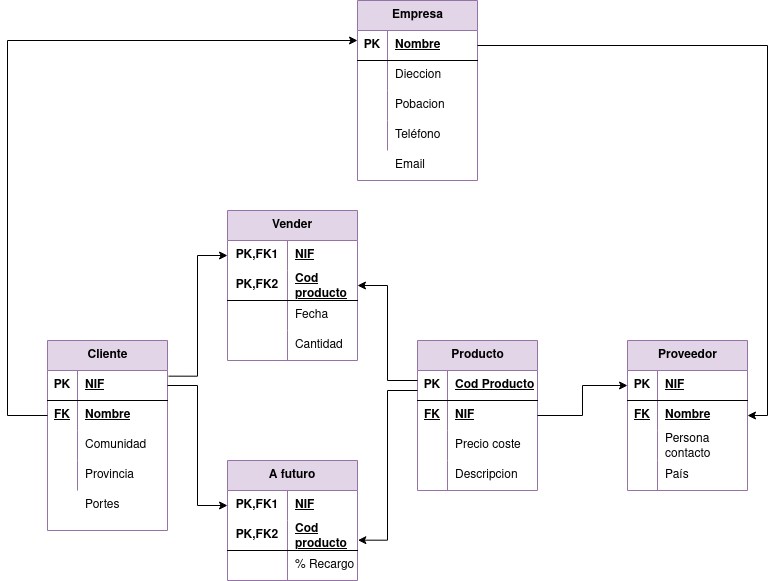 Empresa
PK Nombre
Dieccion
Pobacion
Teléfono
Email
Vender
PK,FK1 NIF
PK,FK2 Cod
producto
Fecha
Cantidad
Cliente
PK NIF
FK Nombre
Comunidad
Provincia
Portes
Producto
PK Cod Producto
FK NIF
Precio coste
Descripcion
Proveedor
PK NIF
FK Nombre
Persona
contacto
País
A futuro
PK,FK1 NIF
PK,FK2 Cod
producto
% Recargo